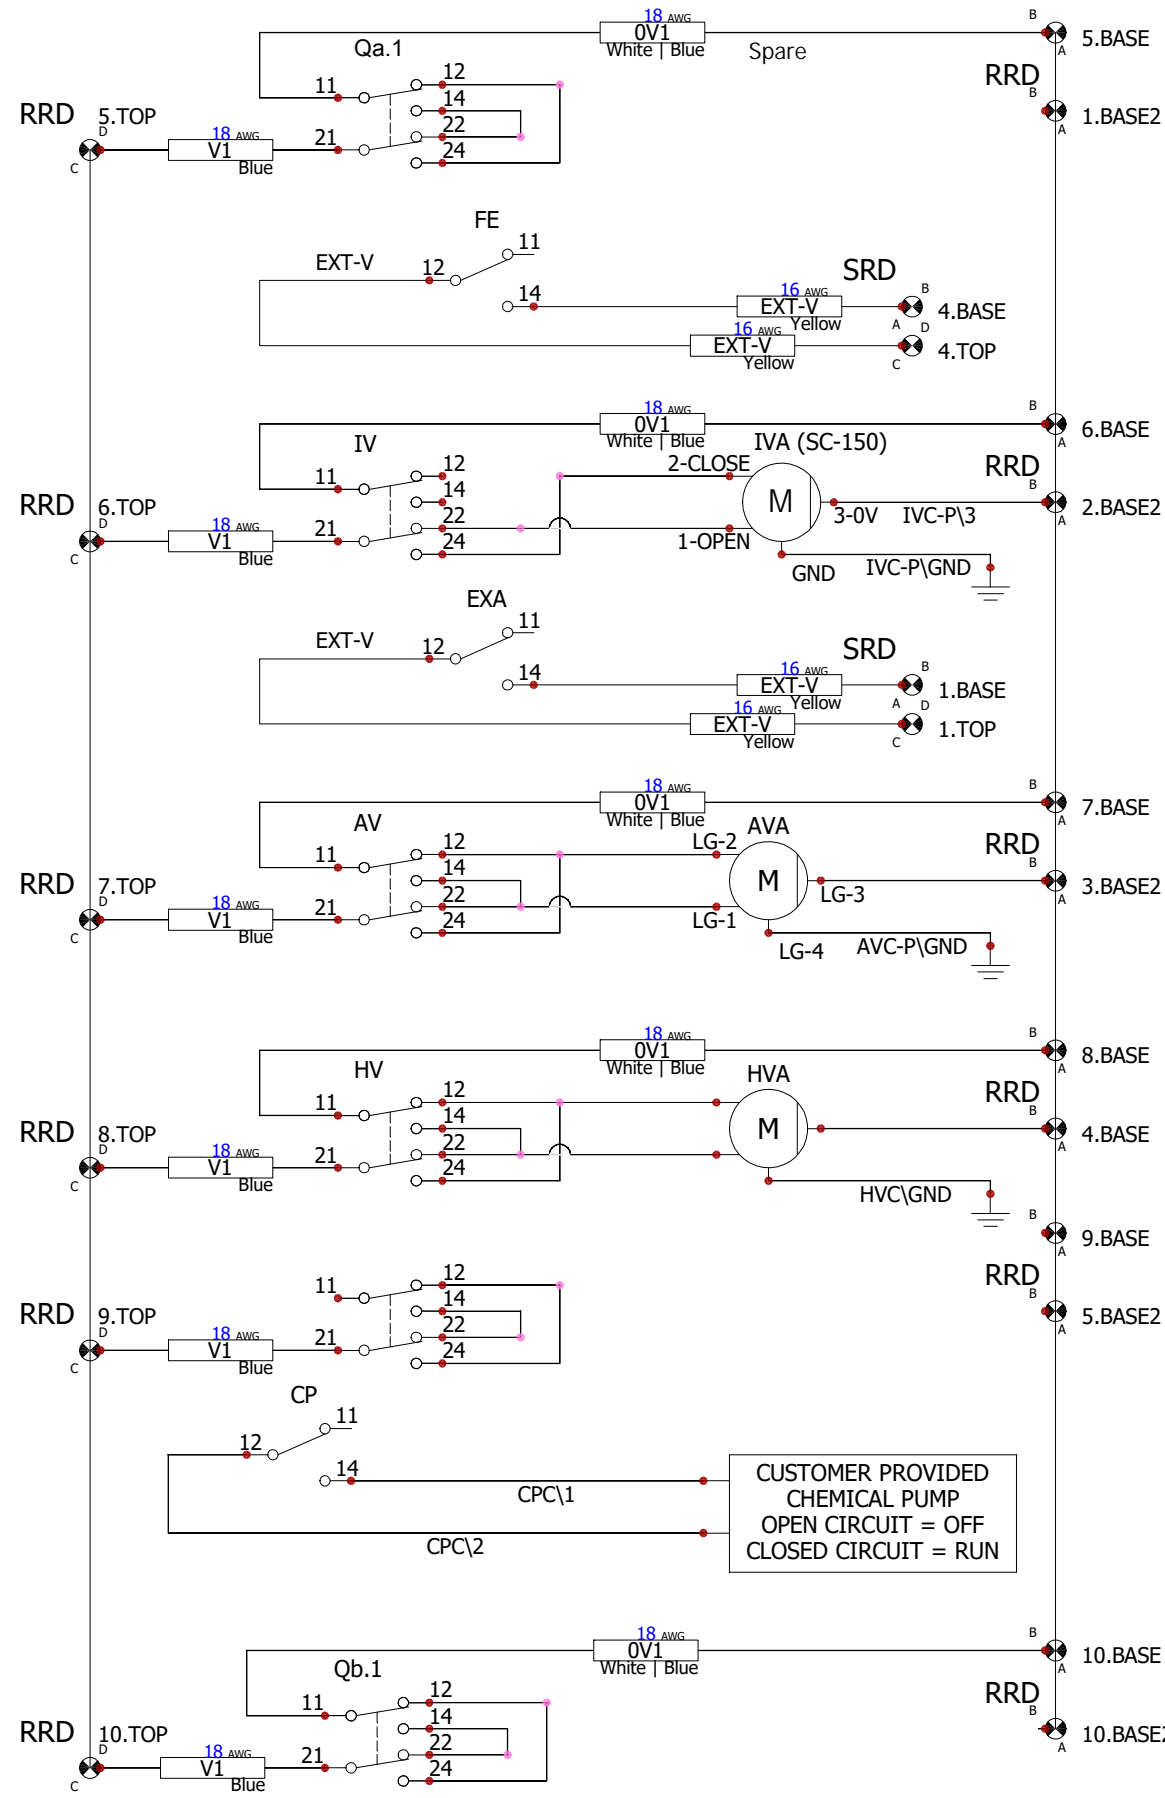 18 AWG
0V1
White | Blue
Spare
B
A
5.BASE
Qa.1
11
12
14
22
24
RRD
B
A
1.BASE2
RRD
5.TOP
D
C
18 AWG
V1
Blue
21
FE
11
EXT-V
12
14
SRD
16 AWG
EXT-V
Yellow
B
A
4.BASE
16 AWG
EXT-V
Yellow
D
C
4.TOP
18 AWG
0V1
White | Blue
B
A
6.BASE
IV
11
12
14
22
24
2-CLOSE
1-OPEN
IVA (SC-150)
M
3-0V
IVC-P\3
RRD
B
A
2.BASE2
RRD
6.TOP
D
C
18 AWG
V1
Blue
21
GND
IVC-P\GND
EXA
11
EXT-V
12
14
SRD
16 AWG
EXT-V
Yellow
B
A
1.BASE
16 AWG
EXT-V
Yellow
D
C
1.TOP
18 AWG
0V1
White | Blue
B
A
7.BASE
AV
11
12
14
22
24
LG-2
LG-1
AVA
M
LG-3
RRD
B
A
3.BASE2
RRD
7.TOP
D
C
18 AWG
V1
Blue
21
LG-4
AVC-P\GND
18 AWG
0V1
White | Blue
B
A
8.BASE
HV
11
12
14
22
24
HVA
M
RRD
B
A
4.BASE
RRD
8.TOP
D
C
18 AWG
V1
Blue
21
HVC\GND
B
A
9.BASE
11
12
14
22
24
RRD
B
A
5.BASE2
RRD
9.TOP
D
C
18 AWG
V1
Blue
21
CP
11
12
14
CPC\1
CPC\2
CUSTOMER PROVIDED
CHEMICAL PUMP
OPEN CIRCUIT = OFF
CLOSED CIRCUIT = RUN
18 AWG
0V1
White | Blue
B
A
10.BASE
Qb.1
11
12
14
22
24
RRD
B
A
10.BASE2
RRD
10.TOP
D
C
18 AWG
V1
Blue
21